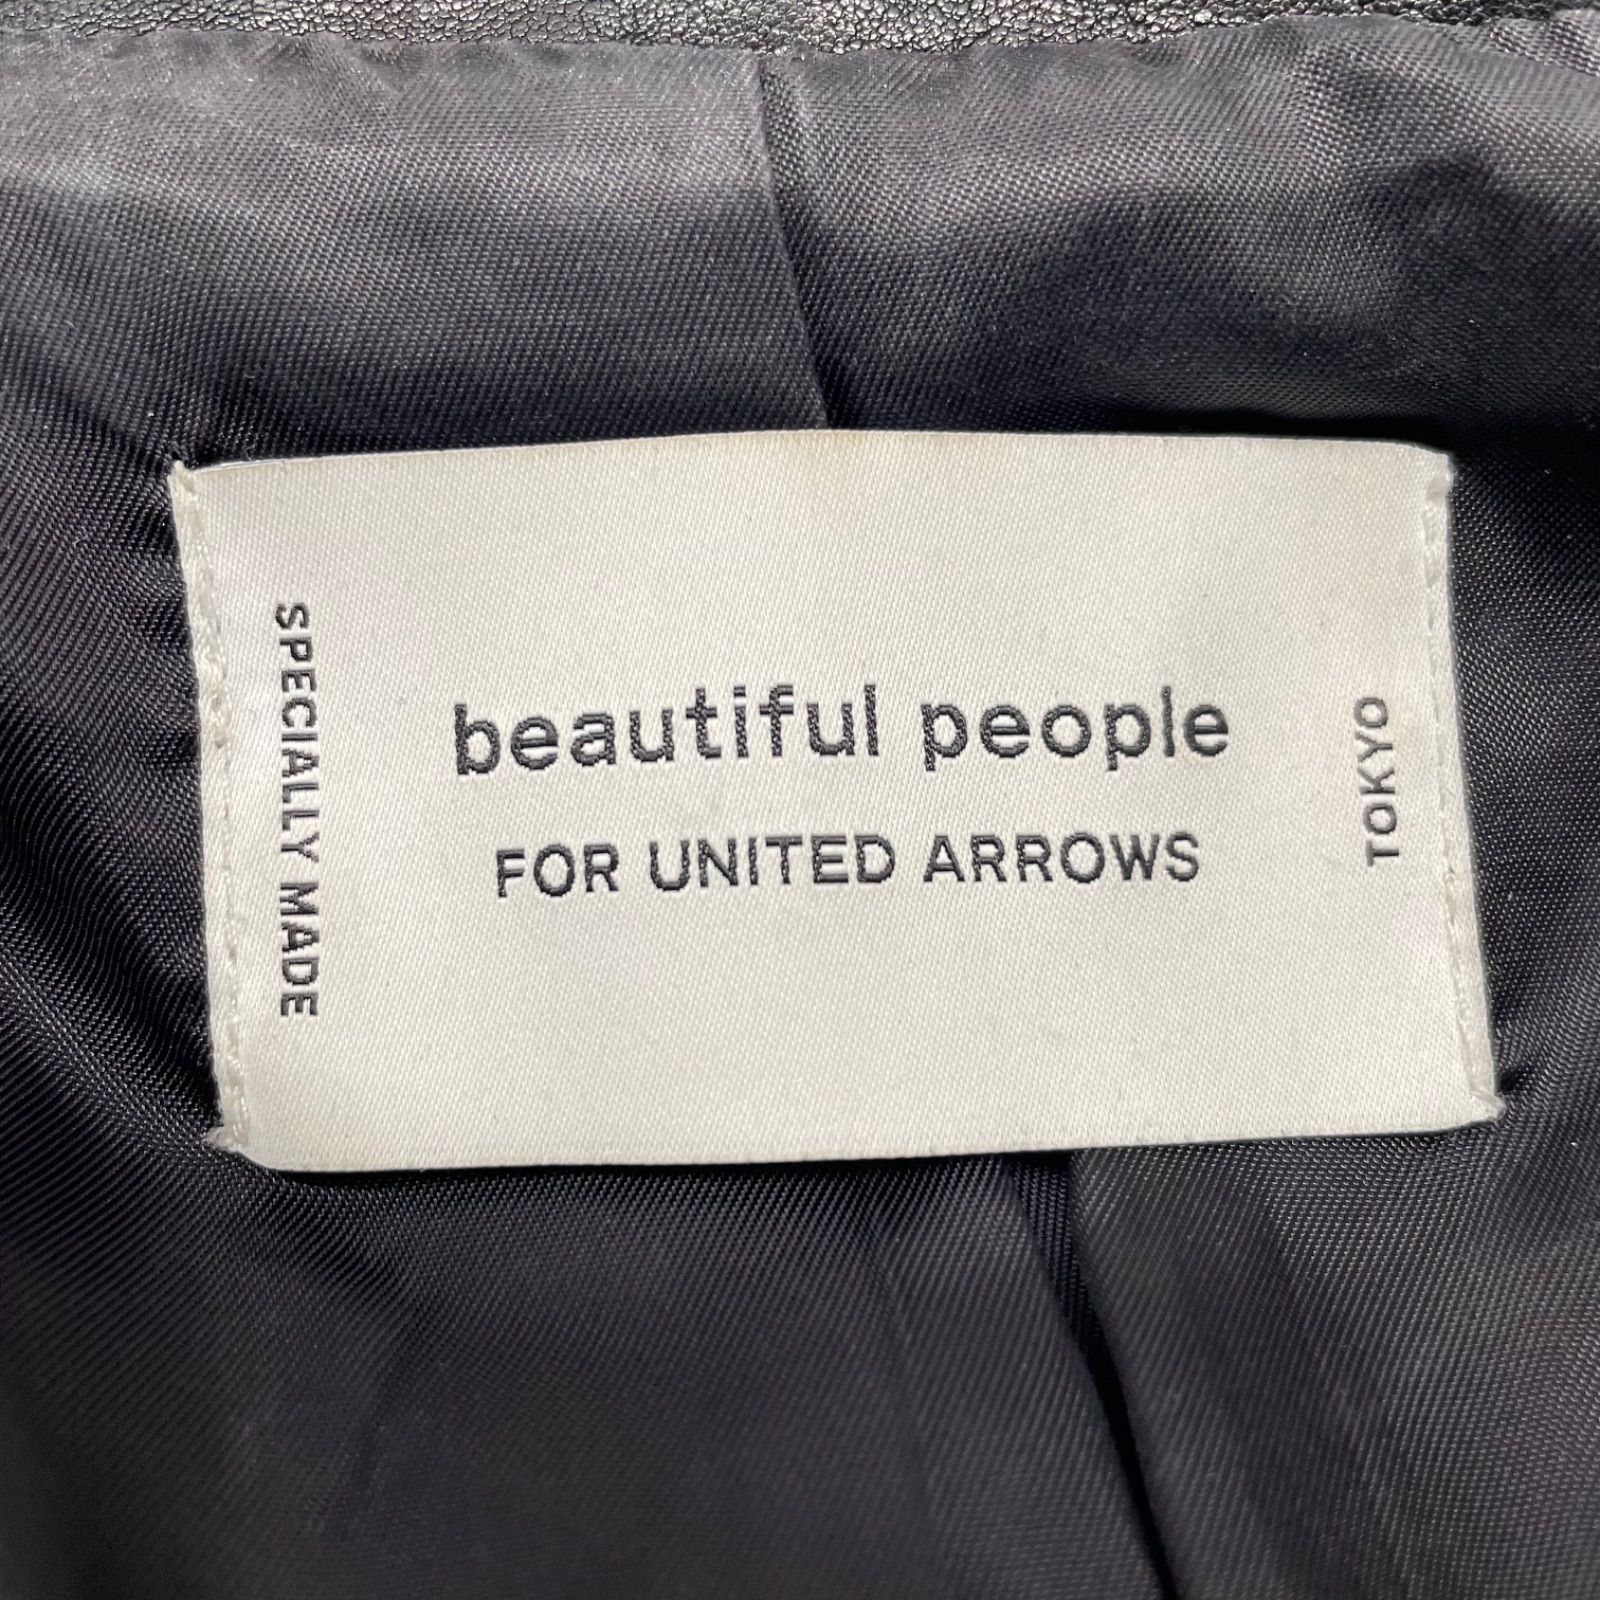 SPECIALLY MADE
beautiful people
FOR UNITED ARROWS
TOKYO